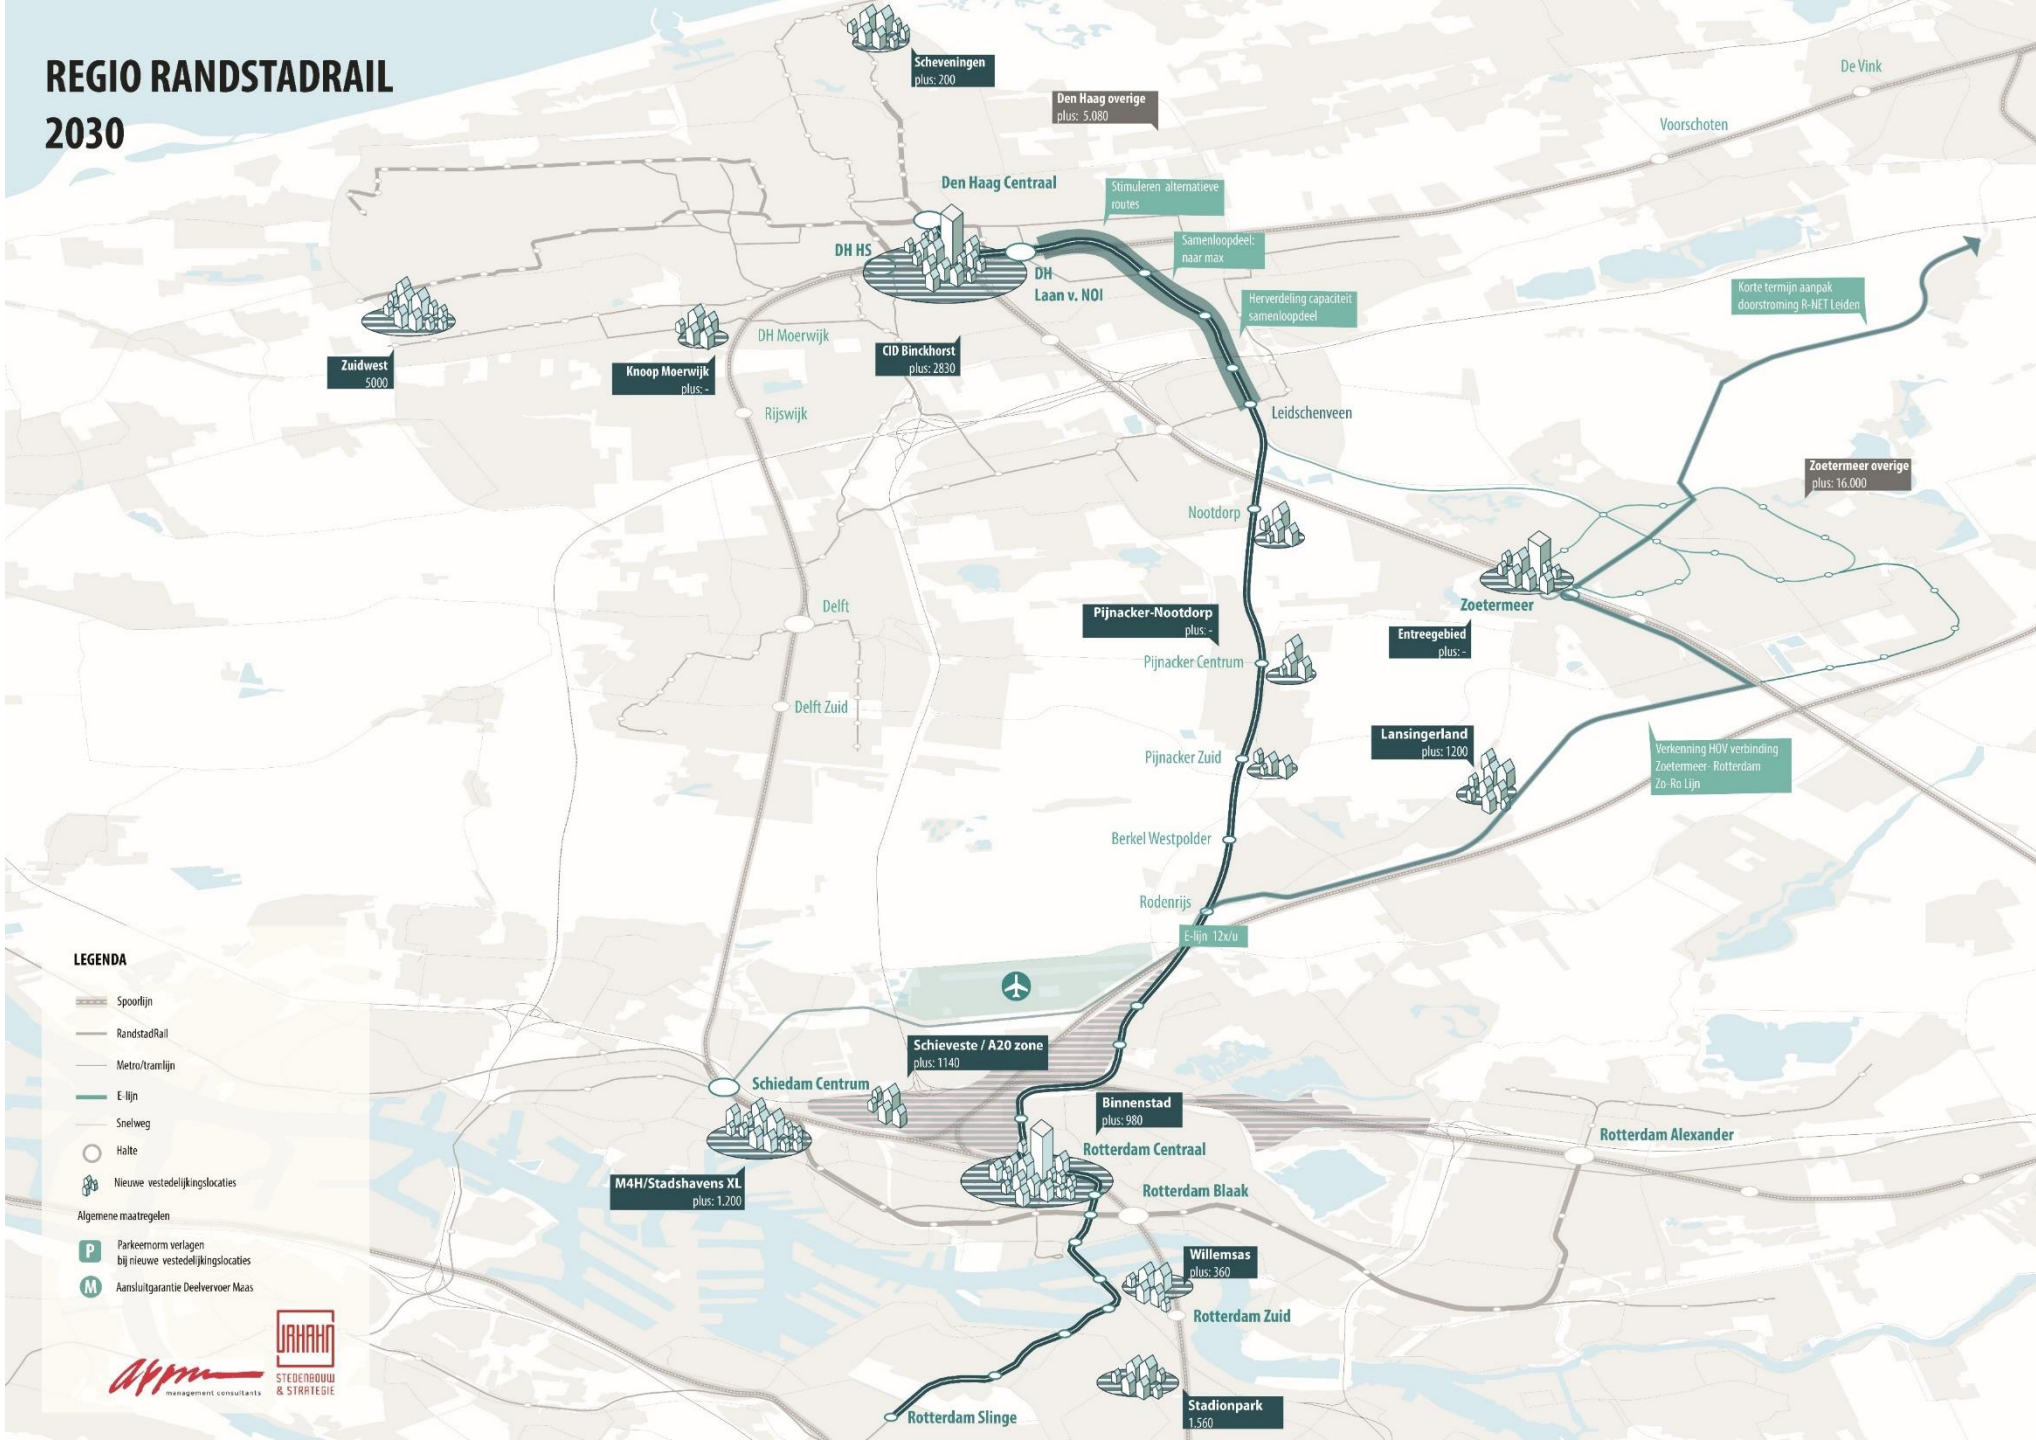 REGIO RANDSTADRAIL
2030
Scheveningen
plus: 200
Den Haag overige
plus: 5.080
De Vink
Voorschoten
Den Haag Centraal
Stimuleren alternatieve
routes
Samenloopdeel:
naar max
DH HS
DH
Laan v. NOI
Herverdeling capaciteit
samenloopdeel
Korte termijn aanpak
doorstroming R-NET Leiden
Zuidwest
5000
Knoop Moerwijk
plus: -
DH Moerwijk
CID Binckhorst
plus: 2830
Rijswijk
Leidschenveen
Zoetermeer overige
plus: 16.000
Nootdorp
Delft
Pijnacker-Nootdorp
plus: -
Zoetermeer
Entreegebied
plus: -
Pijnacker Centrum
Delft Zuid
Lansingerland
plus: 1200
Pijnacker Zuid
Verkenning HOV verbinding
Zoetermeer- Rotterdam
Zo-Ro Lijn
Berkel Westpolder
Rodenrijs
E-lijn 12x/u
Schieveste / A20 zone
plus: 1140
Schiedam Centrum
Binnenstad
plus: 980
Rotterdam Centraal
Rotterdam Alexander
M4H/Stadshavens XL
plus: 1.200
Rotterdam Blaak
Willemsas
plus: 360
Rotterdam Zuid
Stadionpark
1.560
Rotterdam Slinge
LEGENDA
Spoorlijn
RandstadRail
Metro/tramlijn
E-lijn
Snelweg
Halte
Nieuwe vestedelijkingslocaties
Algemene maatregelen
P
Parkeernorm verlagen
bij nieuwe vestedelijkingslocaties
M
Aansluitgarantie Deelvervoer Maas
appm
management consultants
JAHAHN
STEDENBOUW
& STRATEGIE